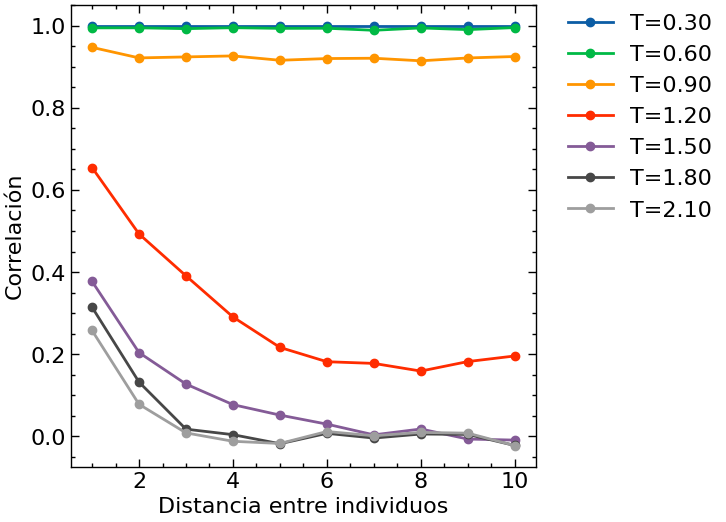 1.0
0.8
0.6
0.4
0.2
0.0
Correlación
2
4
6
8
10
Distancia entre individuos
T=0.30
T=0.60
T=0.90
T=1.20
T=1.50
T=1.80
T=2.10